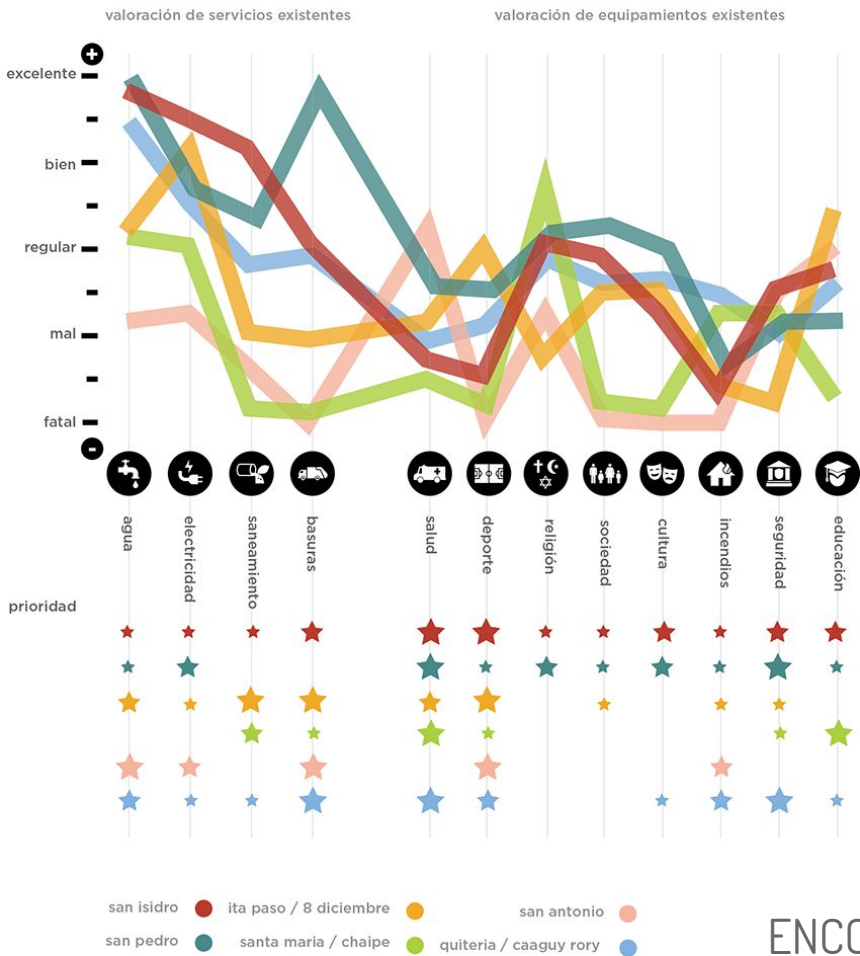 valoración de servicios existentes
valoración de equipamientos existentes
+
excelente
bien
regular
mal
fatal
-
agua
electricidad
saneamiento
basuras
salud
deporte
religión
sociedad
cultura
incendios
seguridad
educación
prioridad
san isidro
ita paso / 8 diciembre
san antonio
san pedro
santa maria / chaipe
quiteria / caaguy rory
ENCO